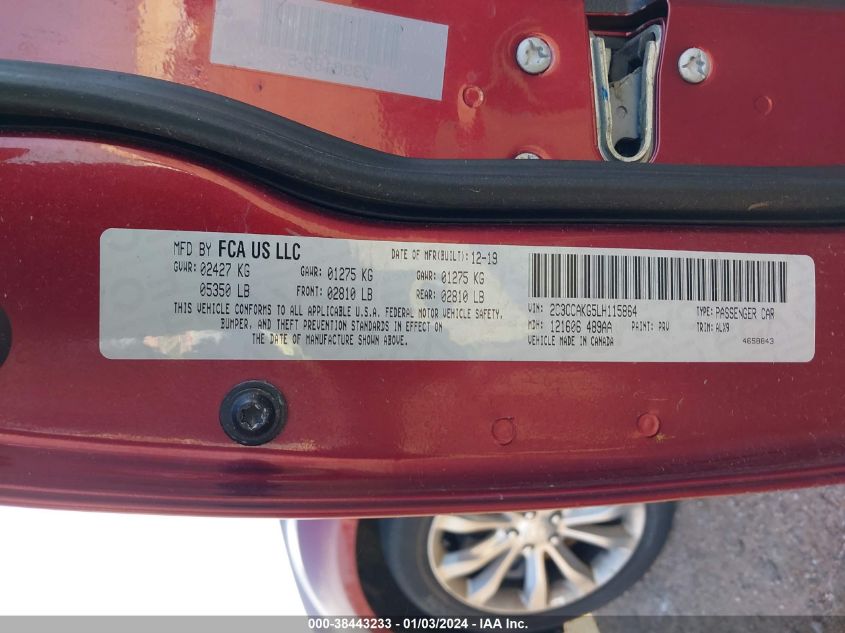 MFD BY FCA US LLC
DATE OF MFR(BUILT): 12-19
GVWR: 02427 KG GAWR: 01275 KG GAWR: 01275 KG
05350 LB FRONT: 02810 LB REAR: 02810 LB
THIS VEHICLE CONFORMS TO ALL APPLICABLE U.S.A. FEDERAL MOTOR VEHICLE SAFETY,
BUMPER, AND THEFT PREVENTION STANDARDS IN EFFECT ON
THE DATE OF MANUFACTURE SHOWN ABOVE.
VIN: 2C3CCAKG5LH115864 TYPE: PASSENGER CAR
MDH: 121606 489AA PAINT: PRV TRIM: ALX9
VEHICLE MADE IN CANADA 4658643
000-38443233 - 01/03/2024 - IAA Inc.